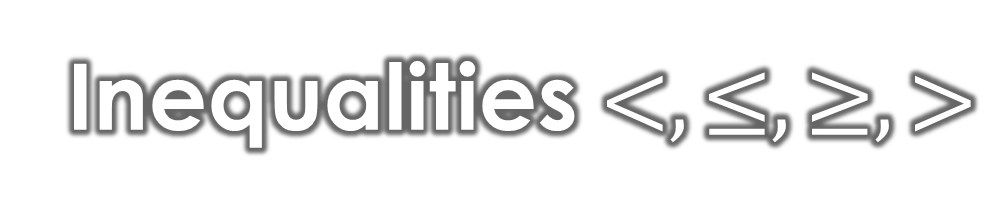 Inequalities <, ≤, ≥, >